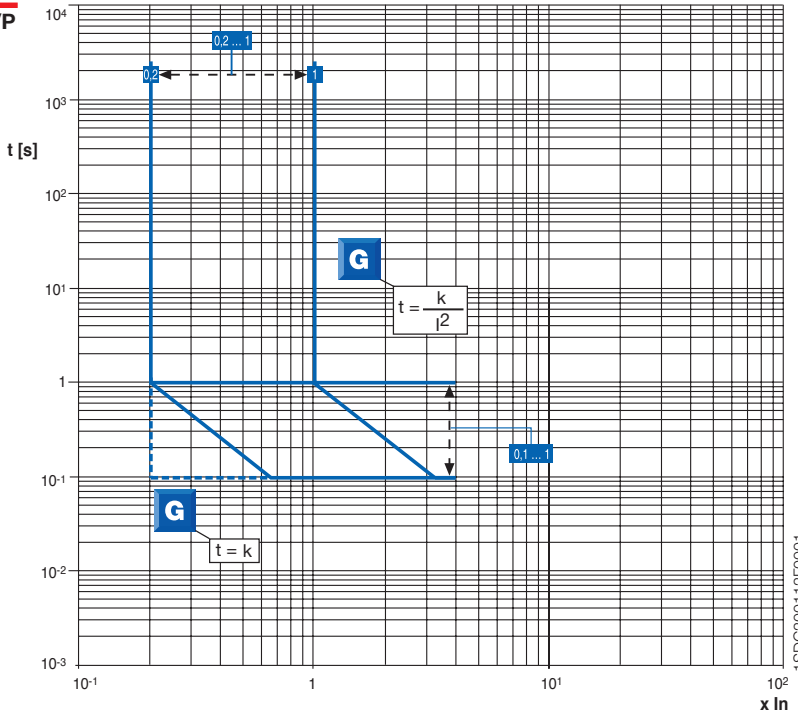 10⁴
0,2 ... 1
0,2
1
10³
t [s]
10²
G
10¹
t = k / I²
1
0,1 ... 1
10⁻¹
G
t = k
10⁻²
10⁻³
10⁻¹
1
10¹
10²
x In